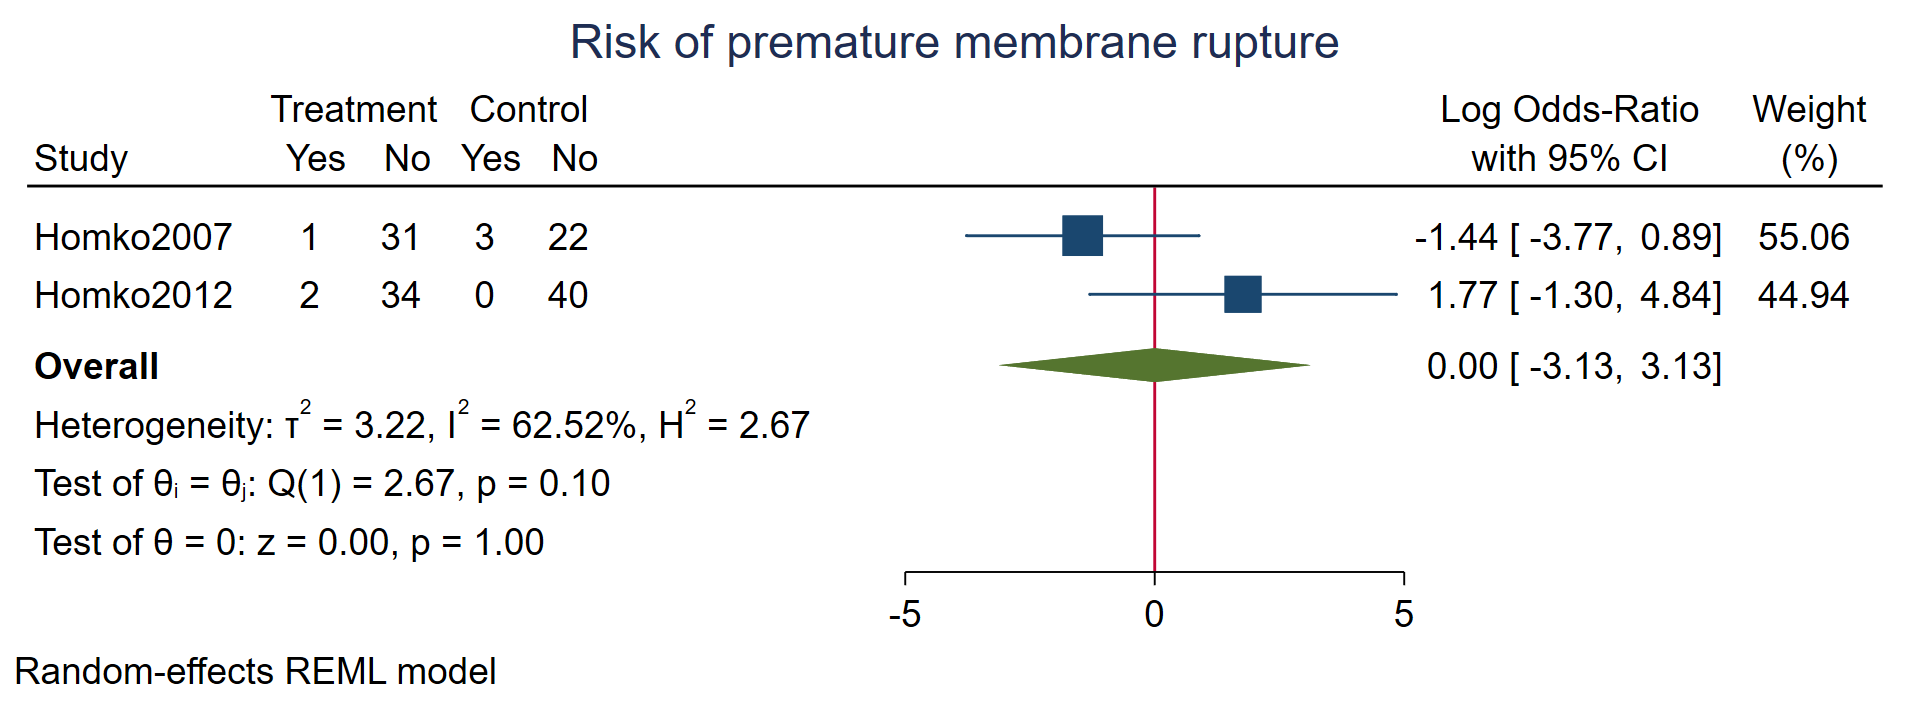 Risk of premature membrane rupture
Treatment Control Log Odds-Ratio Weight
Study Yes No Yes No with 95% CI (%)
Homko2007 1 31 3 22 -1.44 [ -3.77, 0.89] 55.06
Homko2012 2 34 0 40 1.77 [ -1.30, 4.84] 44.94
Overall 0.00 [ -3.13, 3.13]
Heterogeneity: τ² = 3.22, I² = 62.52%, H² = 2.67
Test of θᵢ = θⱼ: Q(1) = 2.67, p = 0.10
Test of θ = 0: z = 0.00, p = 1.00
-5 0 5
Random-effects REML model